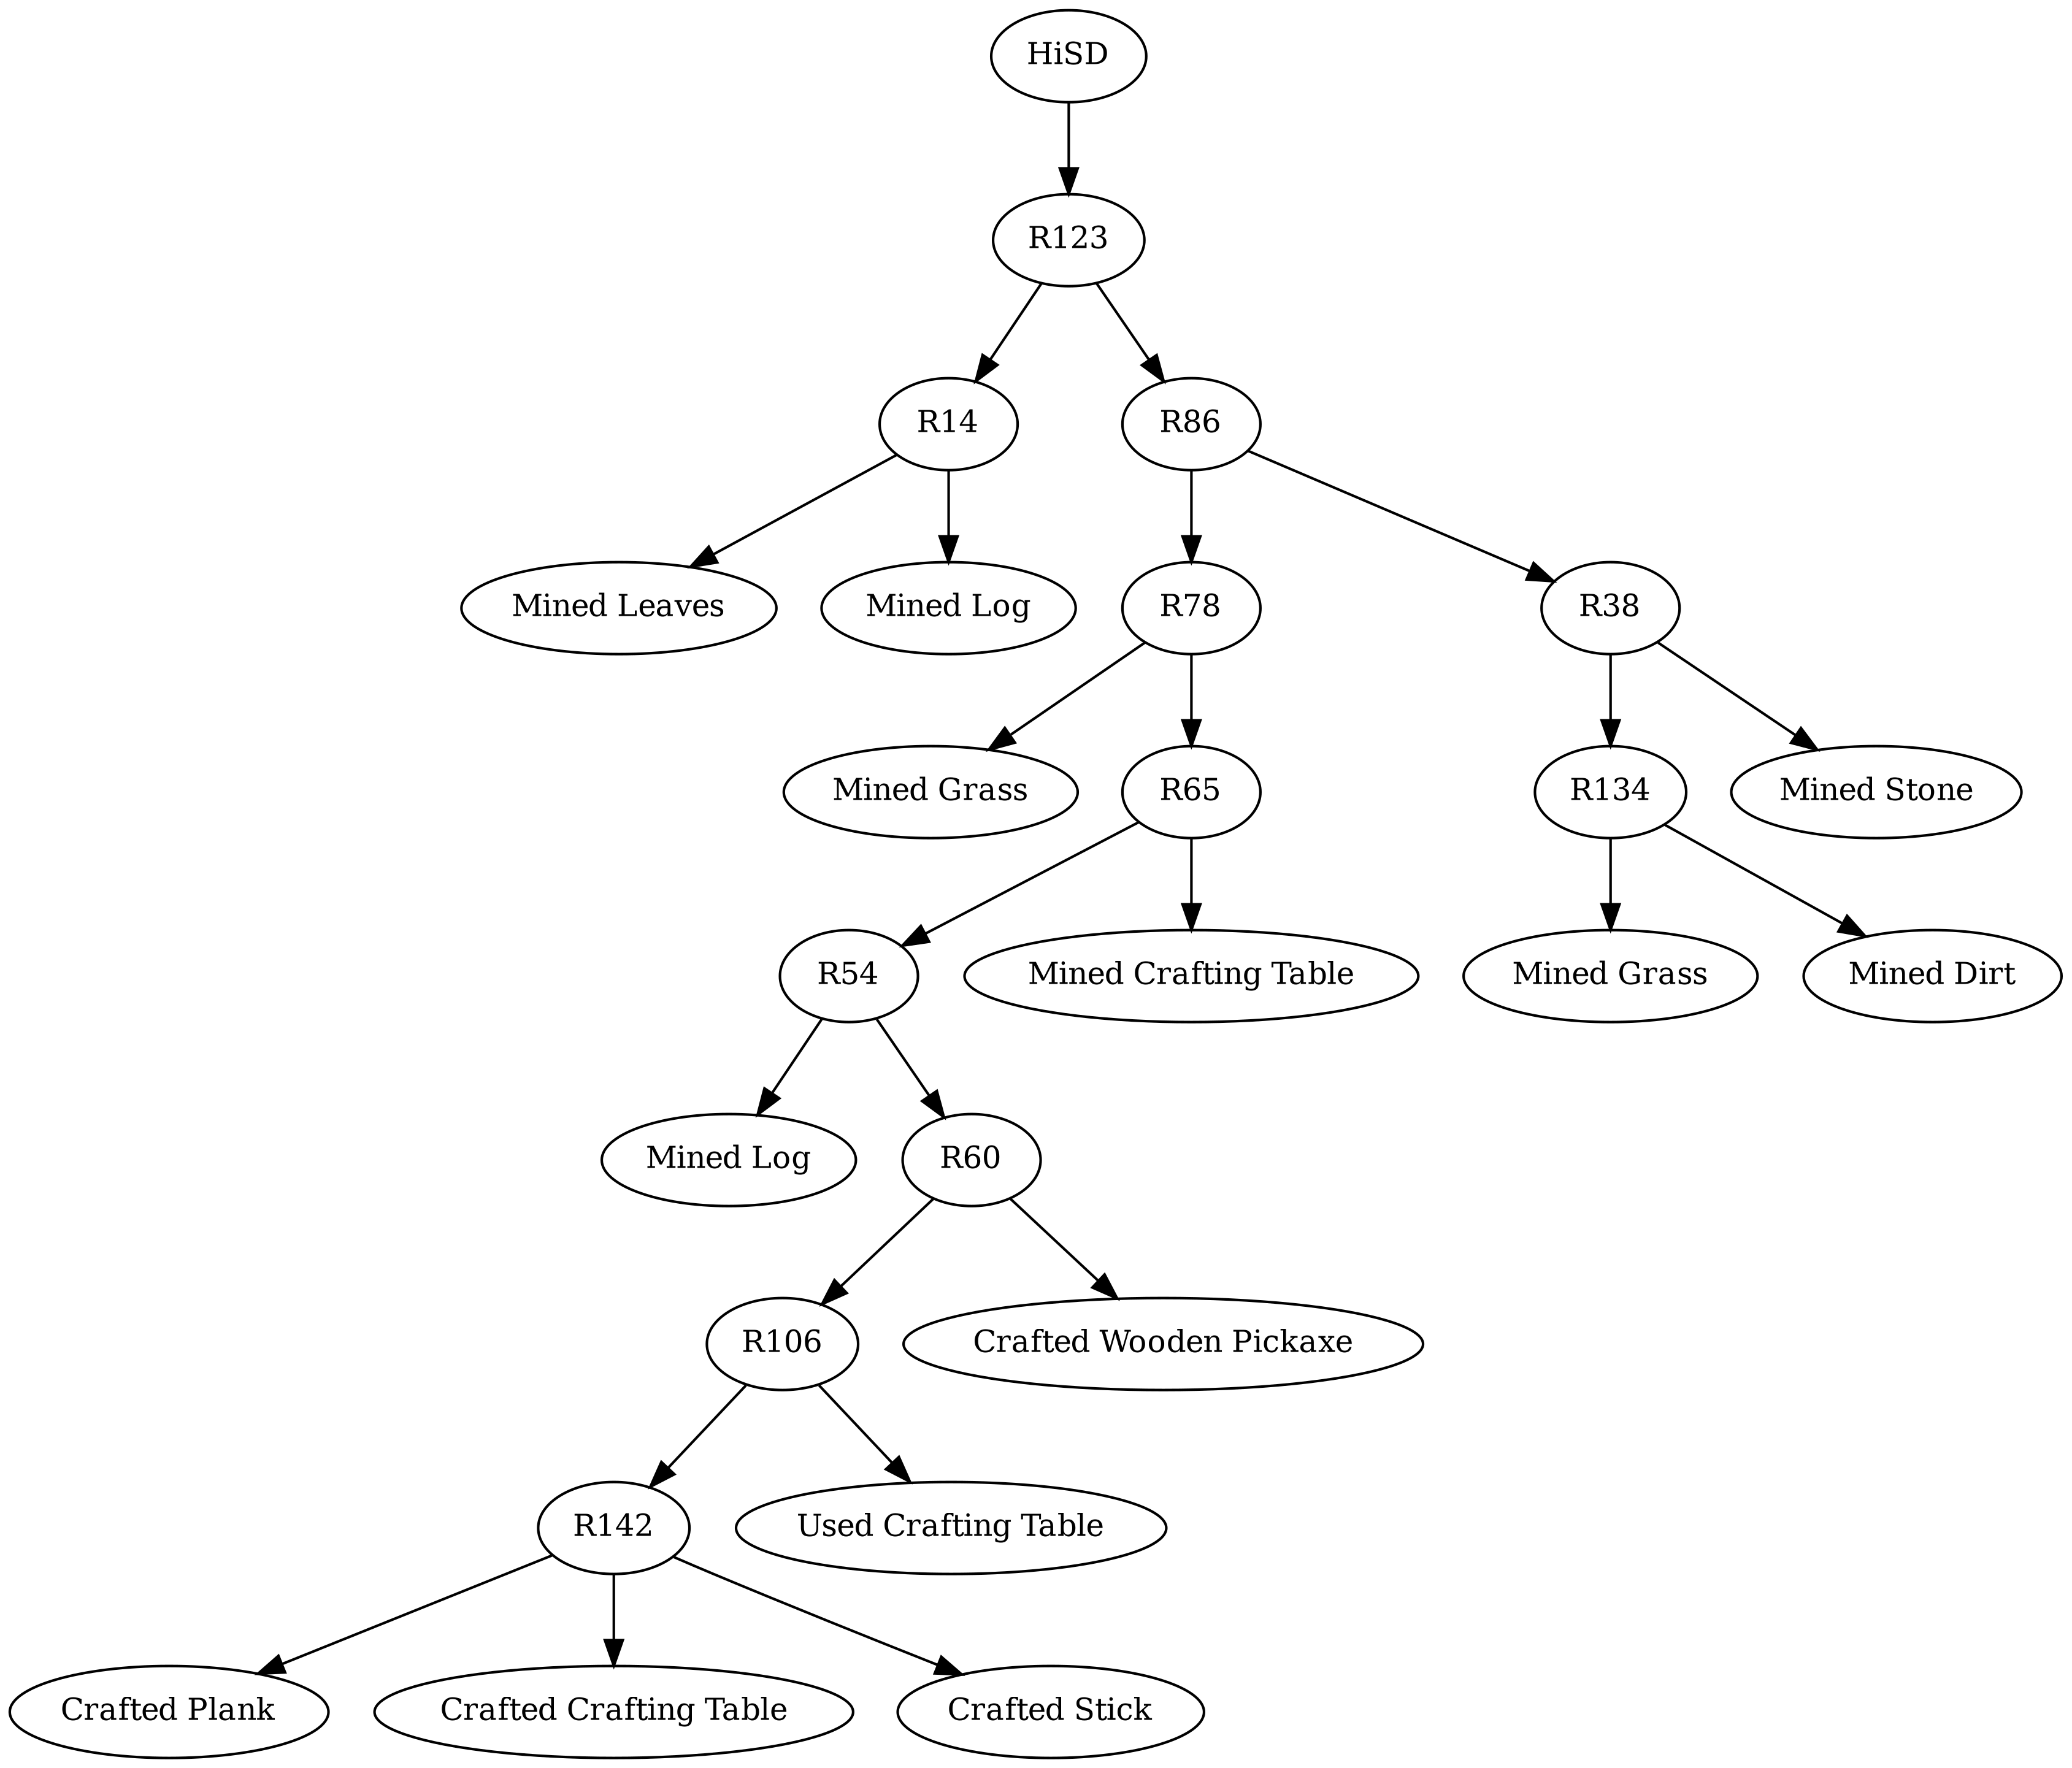 HiSD
R123
R14
R86
Mined Leaves
Mined Log
R78
R38
Mined Grass
R65
R134
Mined Stone
R54
Mined Crafting Table
Mined Grass
Mined Dirt
Mined Log
R60
R106
Crafted Wooden Pickaxe
R142
Used Crafting Table
Crafted Plank
Crafted Crafting Table
Crafted Stick